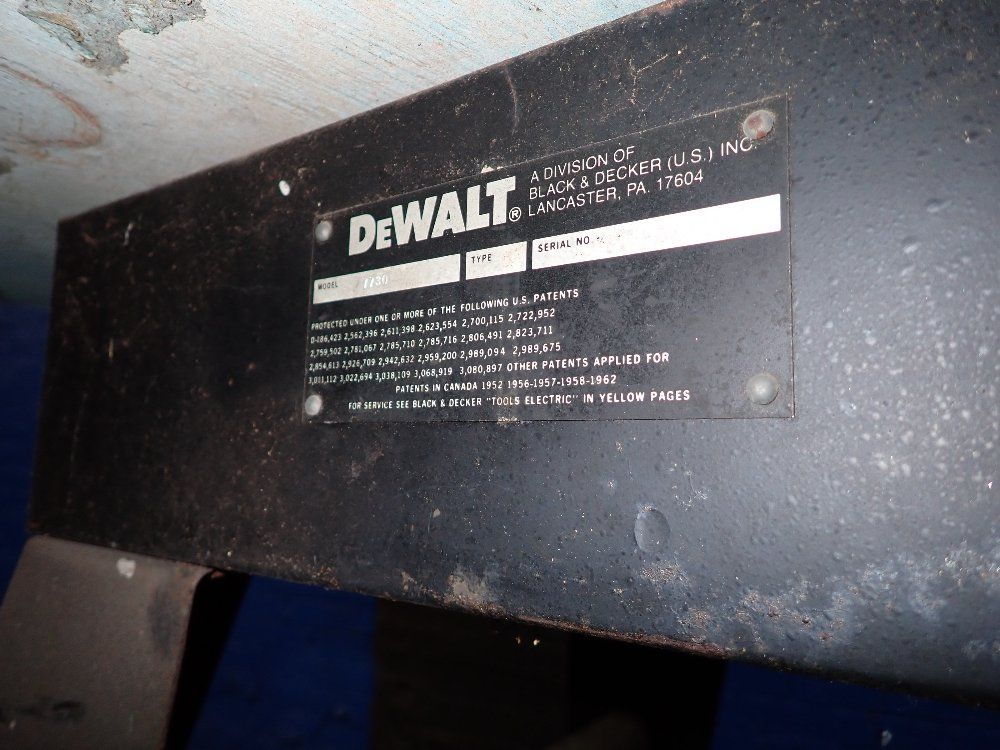 DEWALT®
A DIVISION OF
BLACK & DECKER (U.S.) INC.
LANCASTER, PA. 17604
MODEL 7730
TYPE
SERIAL NO.
PROTECTED UNDER ONE OR MORE OF THE FOLLOWING U.S. PATENTS
D-186,423 2,562,396 2,611,398 2,623,554 2,700,115 2,722,952
2,759,502 2,781,067 2,785,710 2,785,716 2,806,491 2,823,711
2,854,613 2,926,709 2,942,632 2,959,200 2,989,094 2,989,675
3,011,112 3,022,694 3,038,109 3,068,919 3,080,897 OTHER PATENTS APPLIED FOR
PATENTS IN CANADA 1952 1956-1957-1958-1962
FOR SERVICE SEE BLACK & DECKER "TOOLS ELECTRIC" IN YELLOW PAGES